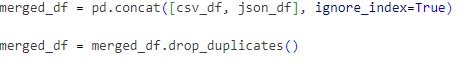 merged_df = pd.concat([csv_df, json_df], ignore_index=True)
merged_df = merged_df.drop_duplicates()